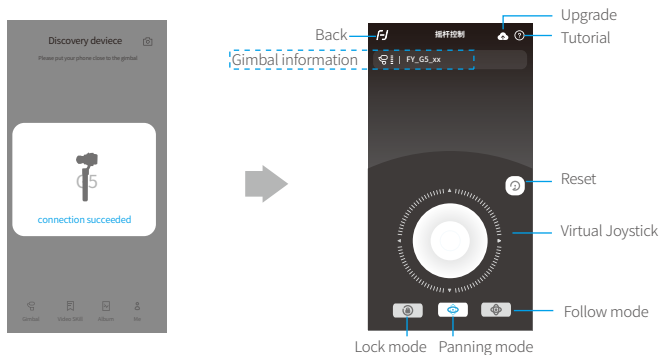 Discovery deviece
Please put your phone close to the gimbal
G5
connection succeeded
Gimbal
Video Skill
Album
Me
Back
摇杆控制
Upgrade
Tutorial
Gimbal information
FY_G5_xx
Reset
Virtual Joystick
Follow mode
Lock mode
Panning mode